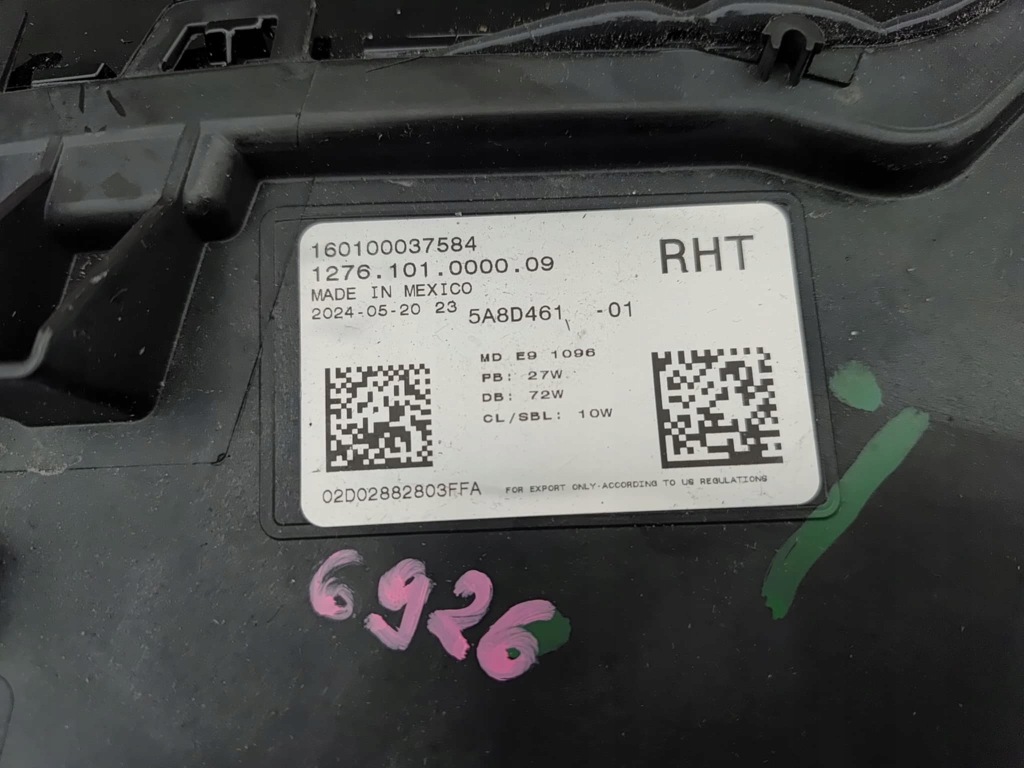 160100037584
1276.101.0000.09
RHT
MADE IN MEXICO
2024-05-20 23
5A8D461 -01
MD E9 1096
PB: 27W
DB: 72W
CL/SBL: 10W
02D02882803FFA
FOR EXPORT ONLY-ACCORDING TO US REGULATIONS
6926